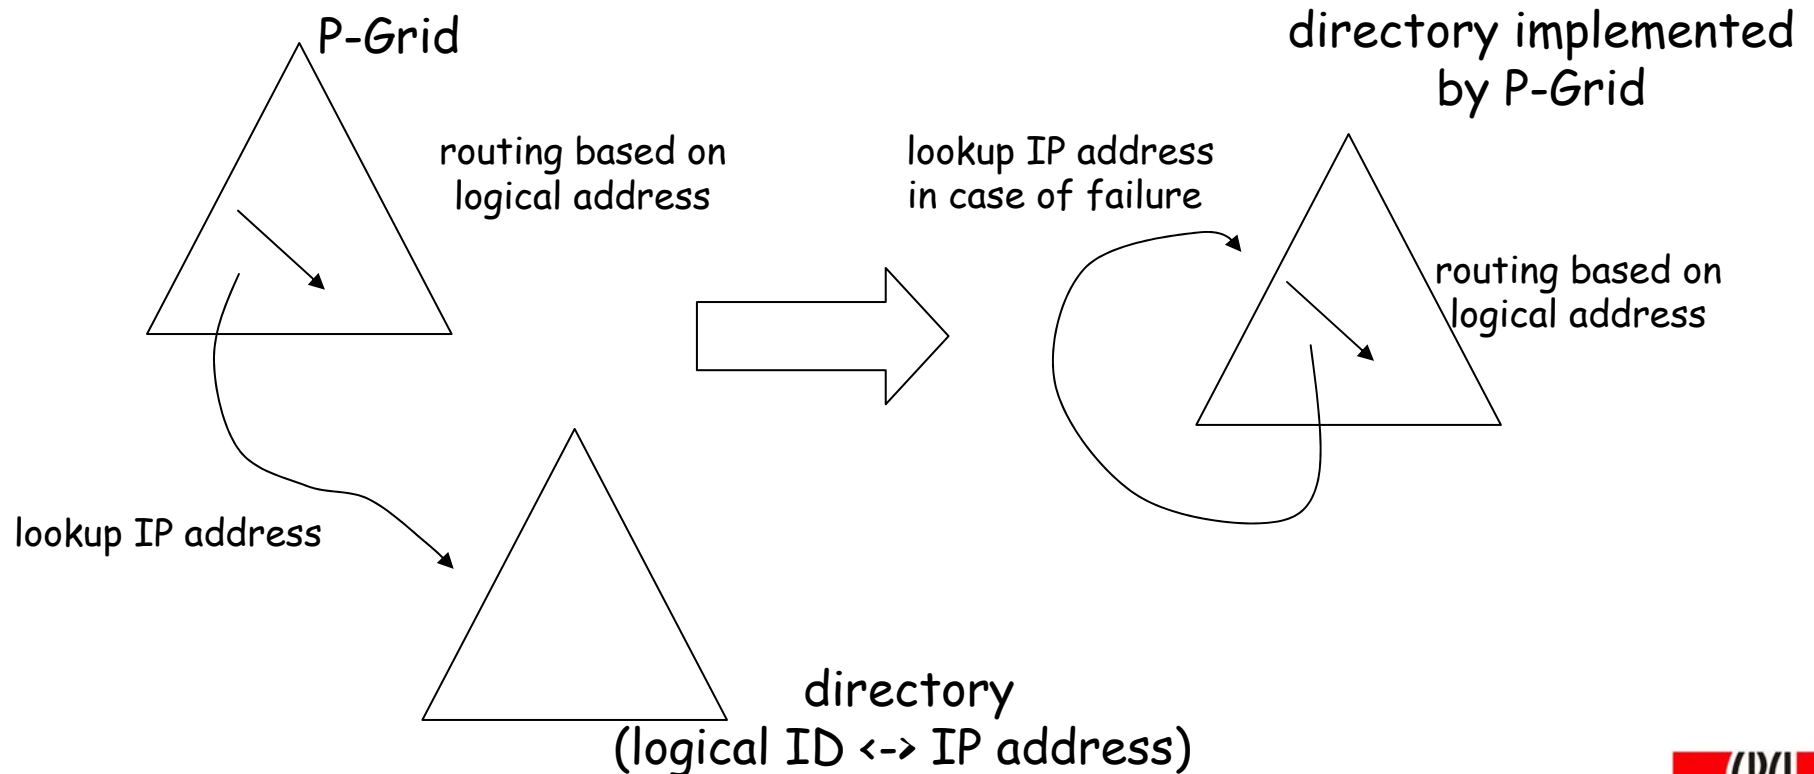 P-Grid
routing based on
logical address
lookup IP address
directory
(logical ID <-> IP address)
directory implemented
by P-Grid
lookup IP address
in case of failure
routing based on
logical address